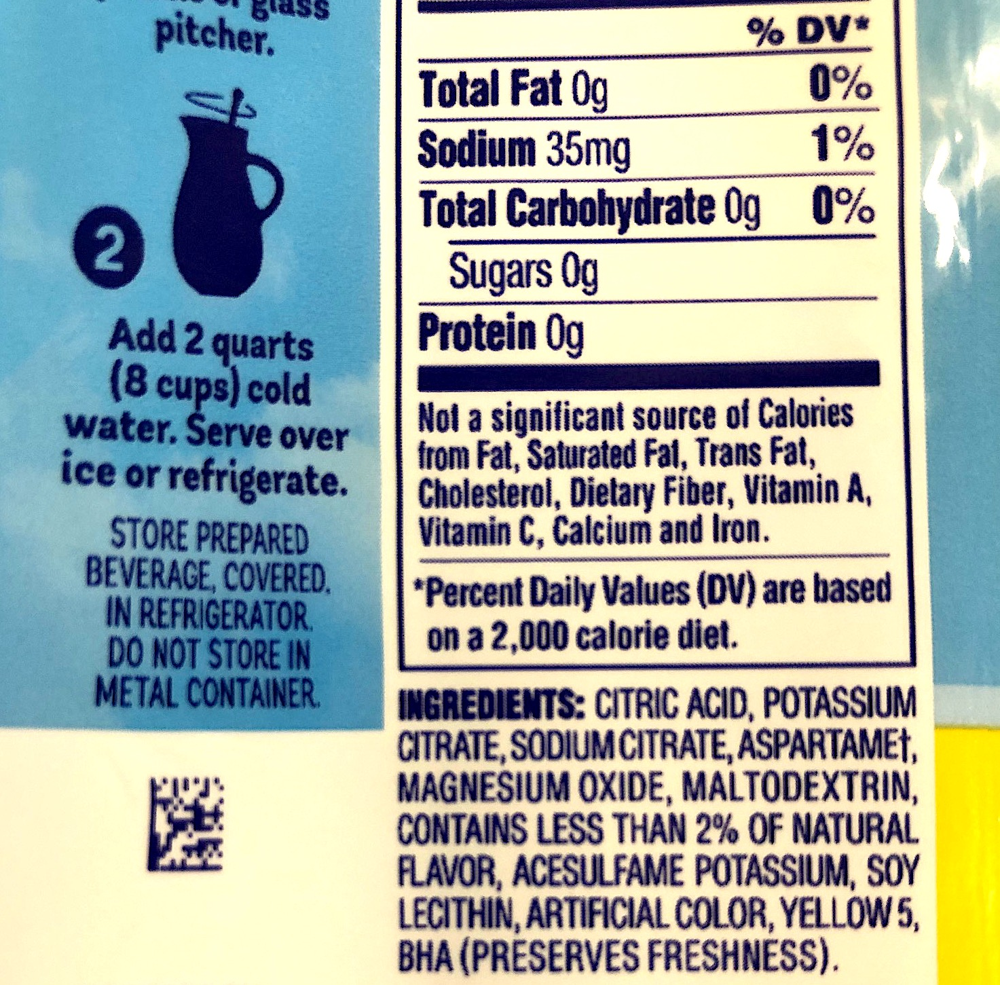 glass
pitcher.
2
Add 2 quarts
(8 cups) cold
water. Serve over
ice or refrigerate.
STORE PREPARED
BEVERAGE, COVERED,
IN REFRIGERATOR.
DO NOT STORE IN
METAL CONTAINER.
% DV*
Total Fat 0g 0%
Sodium 35mg 1%
Total Carbohydrate 0g 0%
Sugars 0g
Protein 0g
Not a significant source of Calories
from Fat, Saturated Fat, Trans Fat,
Cholesterol, Dietary Fiber, Vitamin A,
Vitamin C, Calcium and Iron.
*Percent Daily Values (DV) are based
on a 2,000 calorie diet.
INGREDIENTS: CITRIC ACID, POTASSIUM
CITRATE, SODIUM CITRATE, ASPARTAME†,
MAGNESIUM OXIDE, MALTODEXTRIN,
CONTAINS LESS THAN 2% OF NATURAL
FLAVOR, ACESULFAME POTASSIUM, SOY
LECITHIN, ARTIFICIAL COLOR, YELLOW 5,
BHA (PRESERVES FRESHNESS).